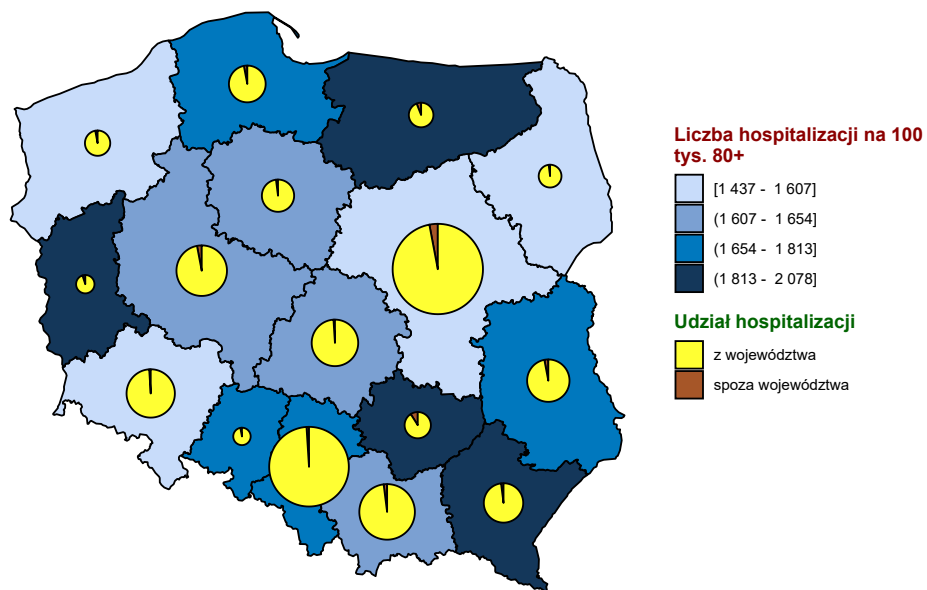 Liczba hospitalizacji na 100
tys. 80+
[1 437 - 1 607]
(1 607 - 1 654]
(1 654 - 1 813]
(1 813 - 2 078]
Udział hospitalizacji
z województwa
spoza województwa